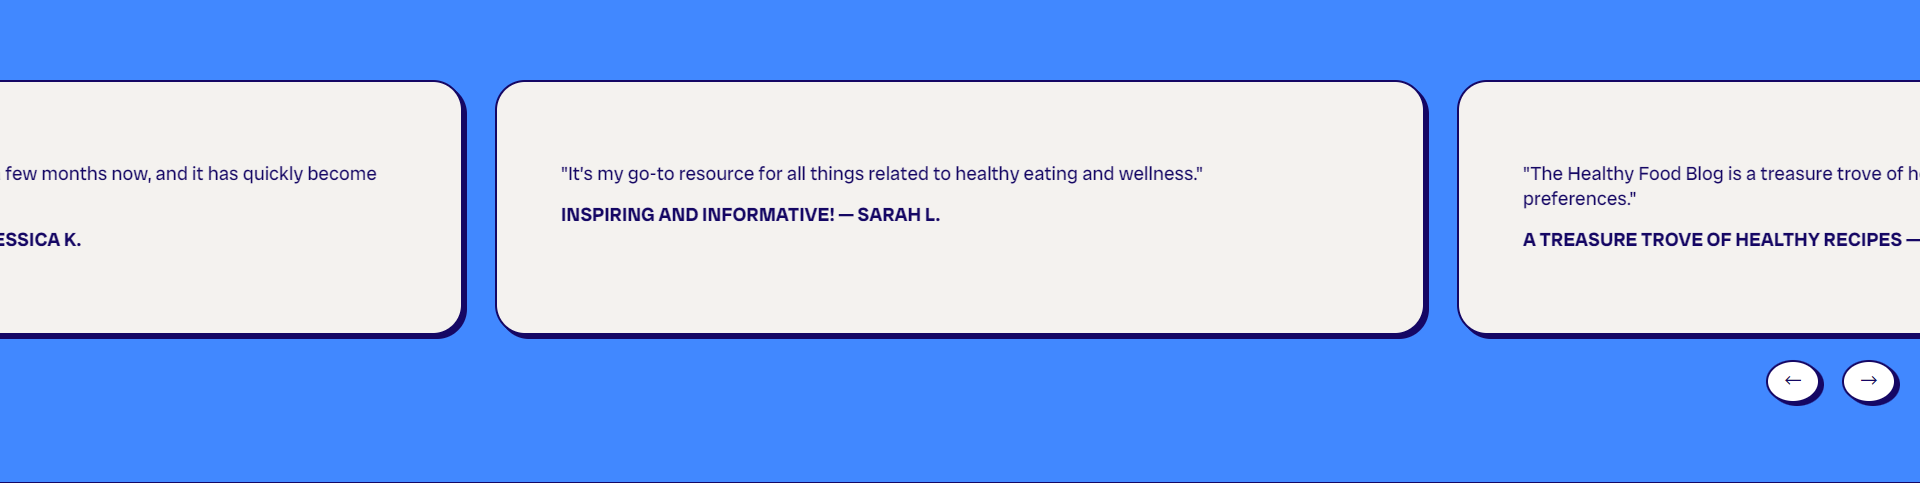 few months now, and it has quickly become
ESSICA K.
"It's my go-to resource for all things related to healthy eating and wellness."
INSPIRING AND INFORMATIVE! — SARAH L.
"The Healthy Food Blog is a treasure trove of
preferences."
A TREASURE TROVE OF HEALTHY RECIPES —
← →